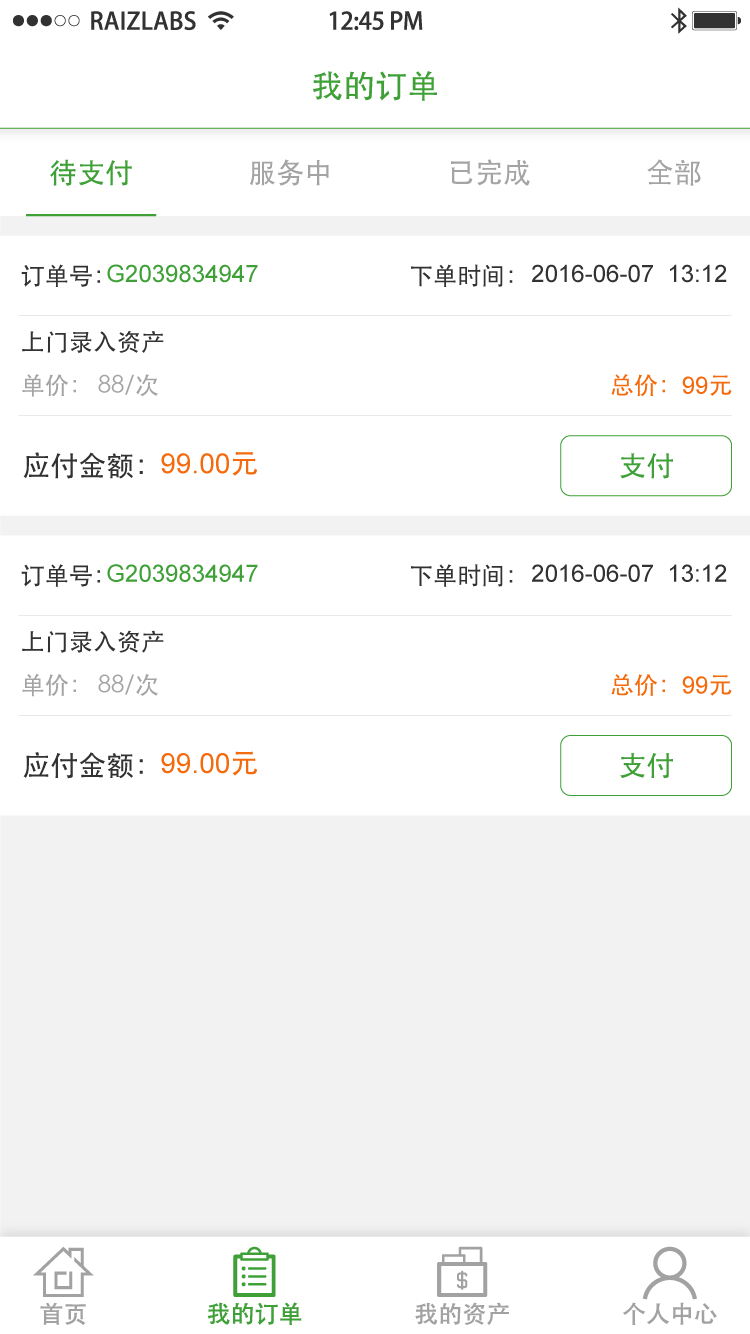 RAIZLABS 12:45 PM
我的订单
待支付 服务中 已完成 全部
订单号:G2039834947 下单时间: 2016-06-07 13:12
上门录入资产
单价: 88/次 总价: 99元
应付金额: 99.00元 支付
订单号:G2039834947 下单时间: 2016-06-07 13:12
上门录入资产
单价: 88/次 总价: 99元
应付金额: 99.00元 支付
$
首页 我的订单 我的资产 个人中心